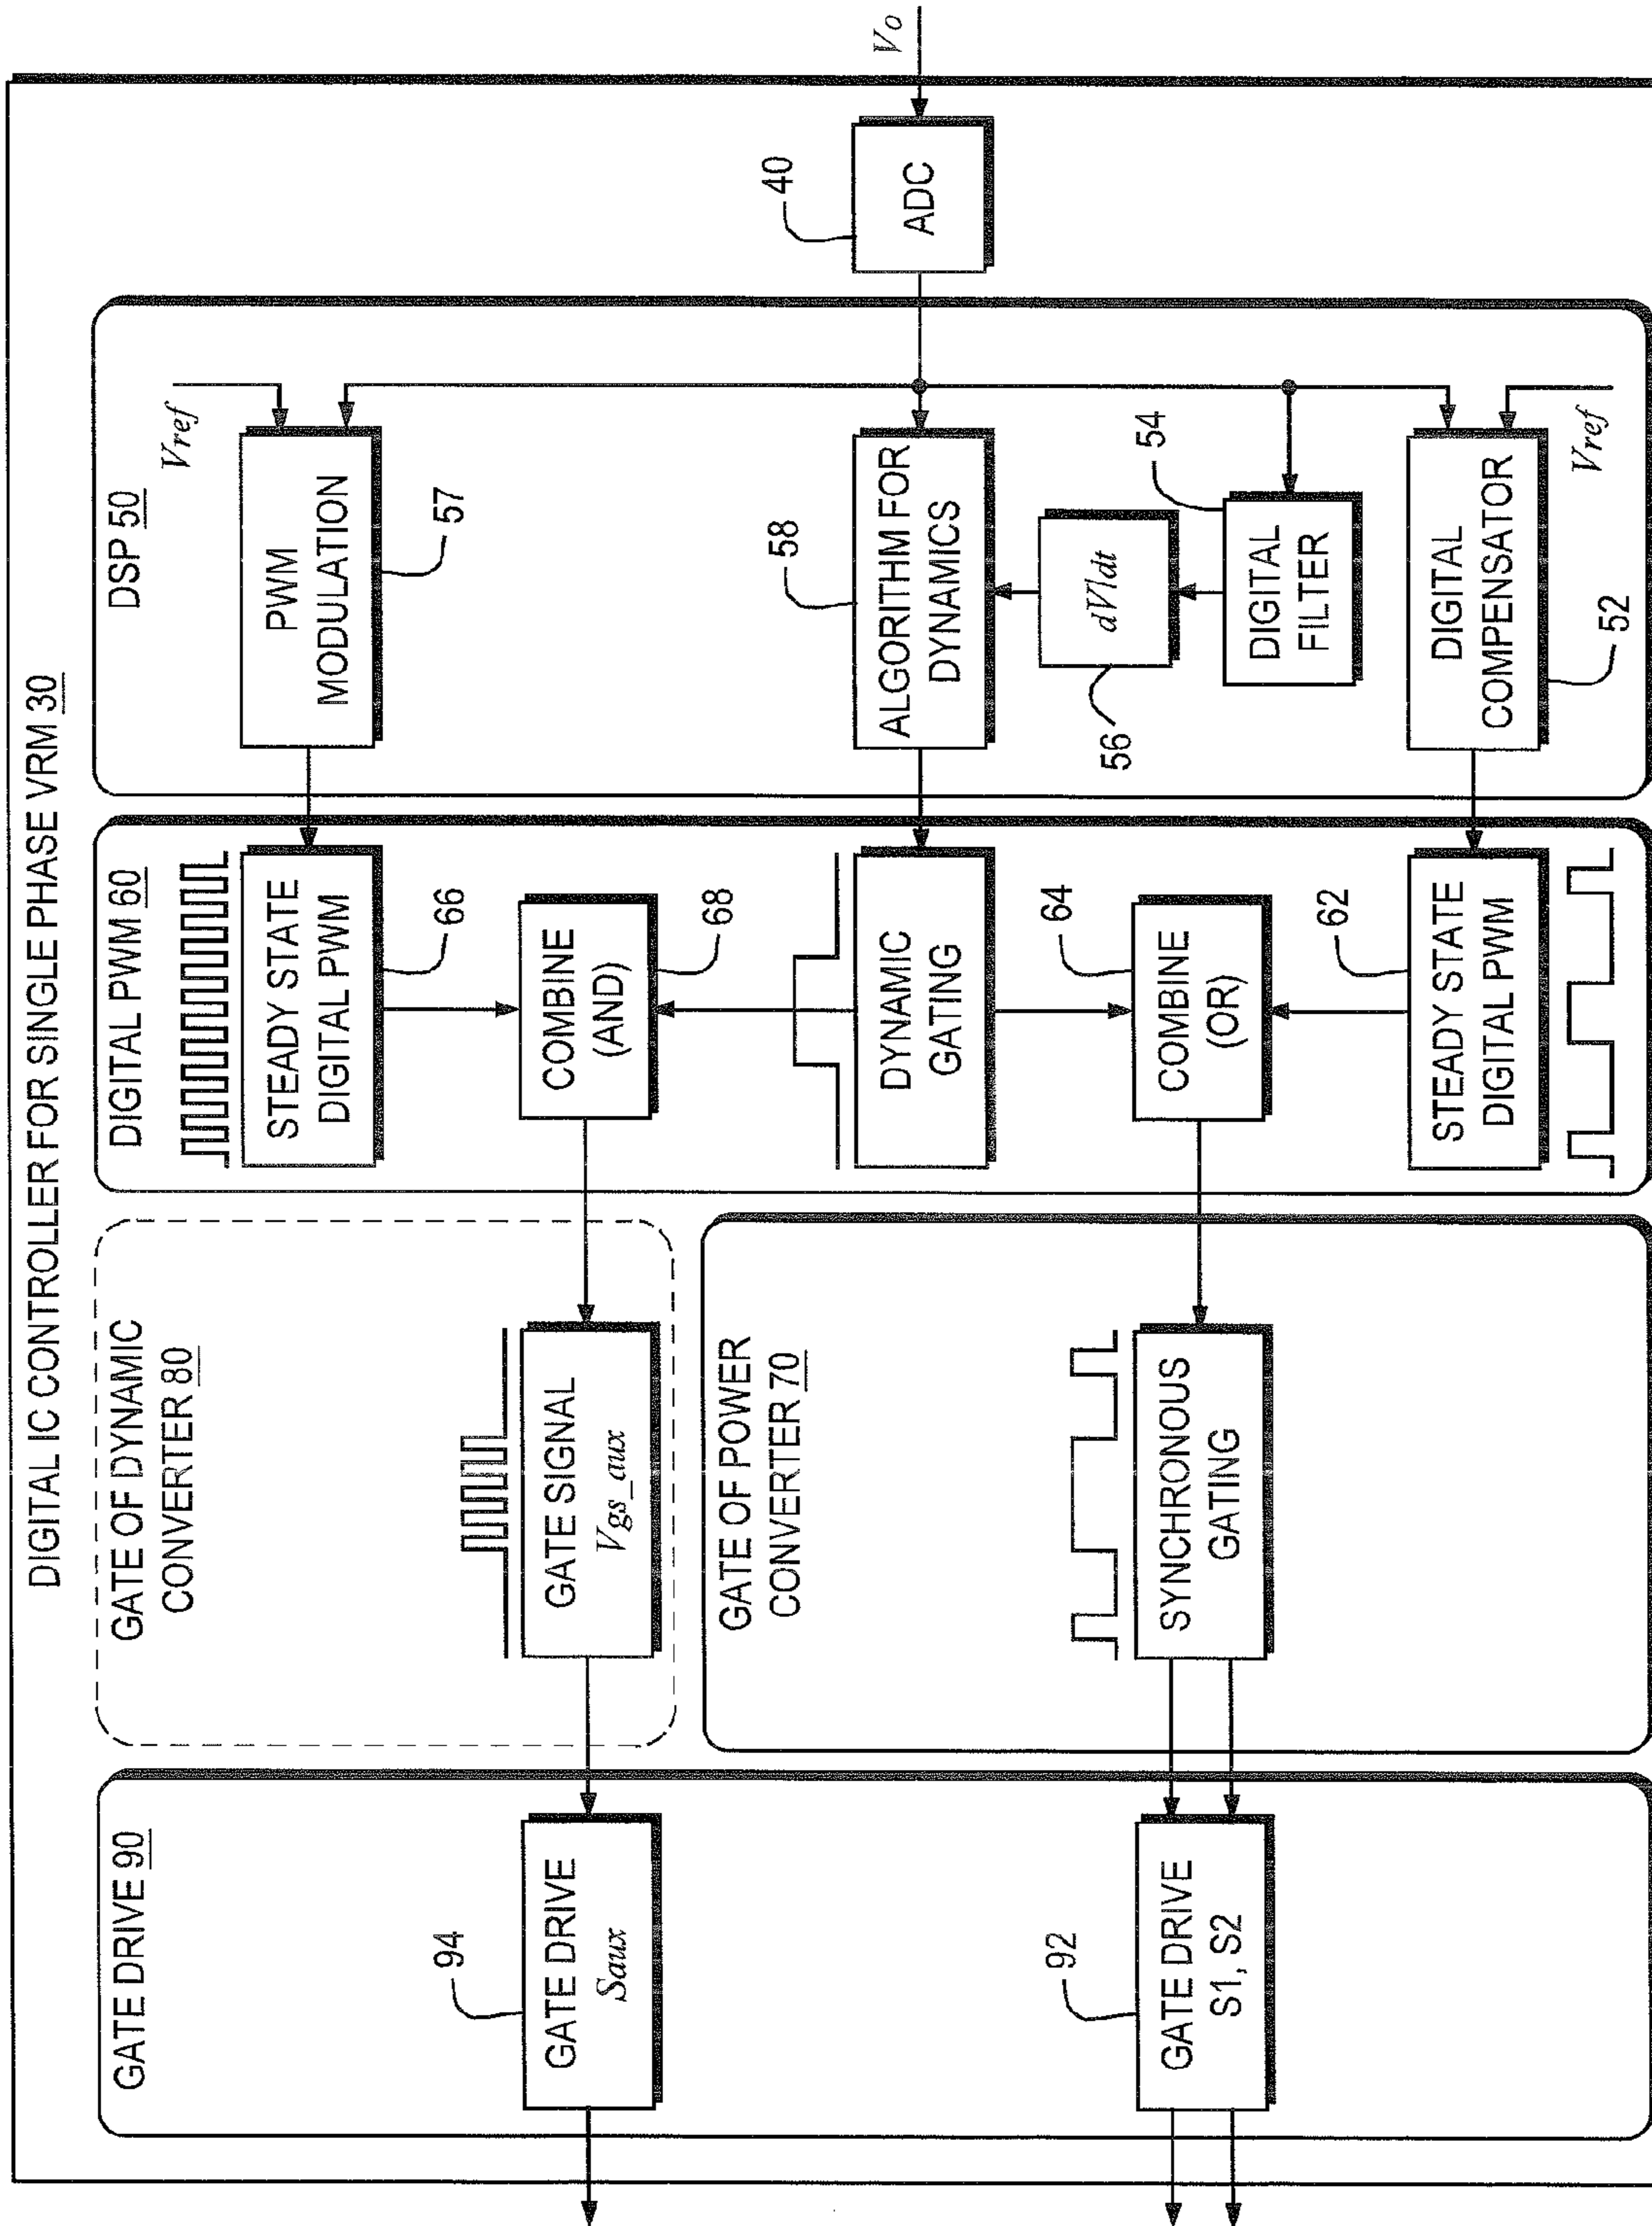 DIGITAL IC CONTROLLER FOR SINGLE PHASE VRM 30
GATE DRIVE 90
94
GATE DRIVE
Saux
92
GATE DRIVE
S1, S2
GATE OF DYNAMIC
CONVERTER 80
GATE SIGNAL
Vgs_aux
GATE OF POWER
CONVERTER 70
SYNCHRONOUS
GATING
DIGITAL PWM 60
STEADY STATE
DIGITAL PWM
66
COMBINE
(AND)
68
DYNAMIC
GATING
64
COMBINE
(OR)
62
STEADY STATE
DIGITAL PWM
DSP 50
Vref
PWM
MODULATION
57
58
ALGORITHM FOR
DYNAMICS
dV/dt
56
54
DIGITAL
FILTER
DIGITAL
COMPENSATOR
52
Vref
40
ADC
Vo